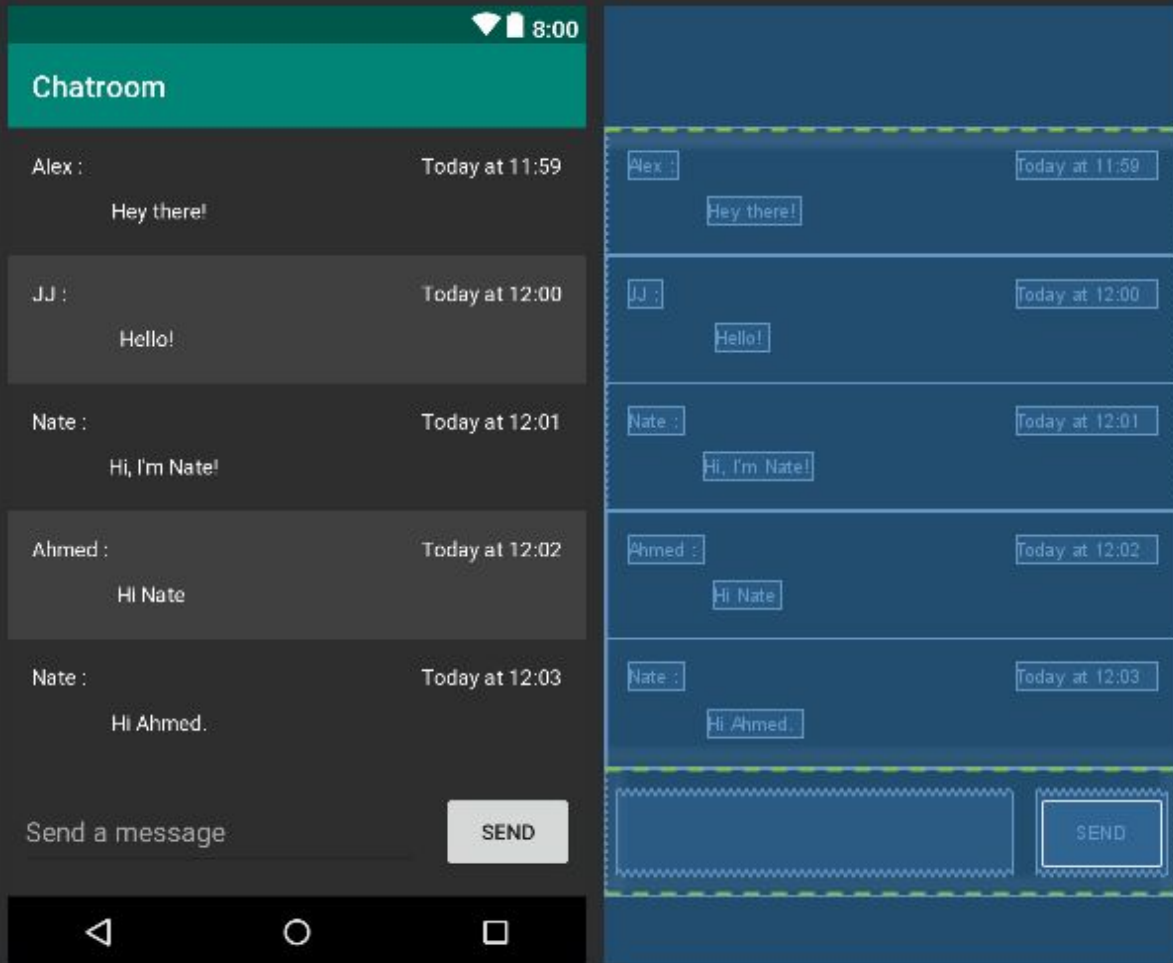 8:00
Chatroom
Alex : Today at 11:59
Hey there!
JJ : Today at 12:00
Hello!
Nate : Today at 12:01
Hi, I'm Nate!
Ahmed : Today at 12:02
Hi Nate
Nate : Today at 12:03
Hi Ahmed.
Send a message SEND
Alex : Today at 11:59
Hey there!
JJ : Today at 12:00
Hello!
Nate : Today at 12:01
Hi, I'm Nate!
Ahmed : Today at 12:02
Hi Nate
Nate : Today at 12:03
Hi Ahmed.
SEND